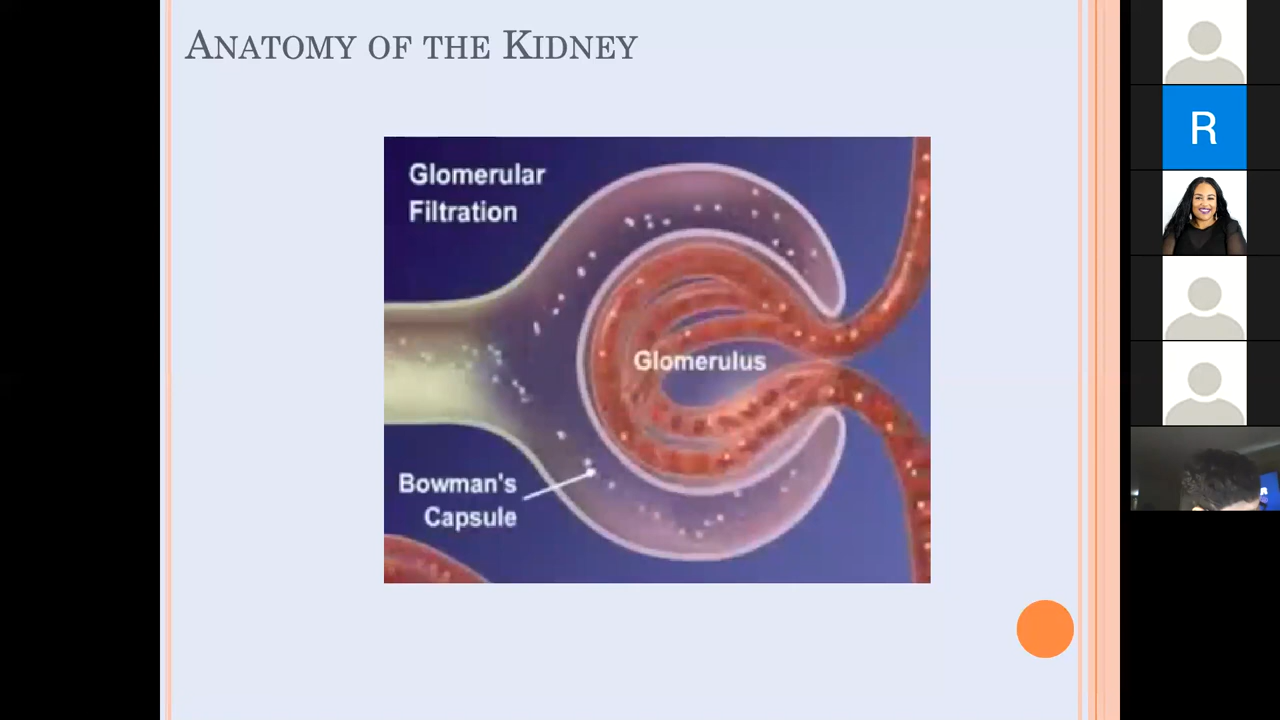 Anatomy of the Kidney
Glomerular
Filtration
Glomerulus
Bowman's
Capsule
R